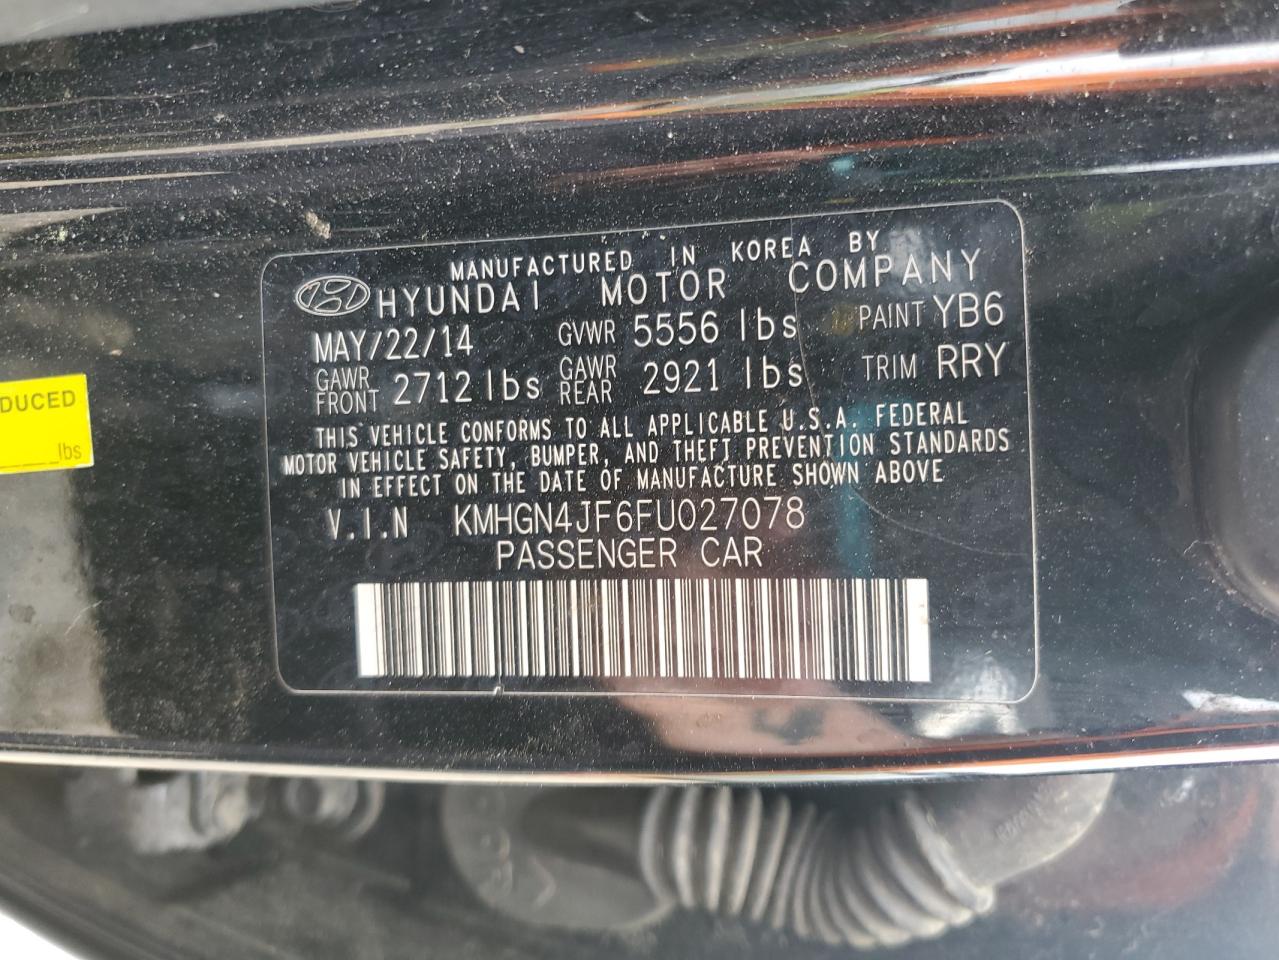 MANUFACTURED IN KOREA BY
HYUNDAI MOTOR COMPANY
MAY/22/14 GVWR 5556 lbs PAINT YB6
GAWR FRONT 2712 lbs GAWR REAR 2921 lbs TRIM RRY
THIS VEHICLE CONFORMS TO ALL APPLICABLE U.S.A. FEDERAL
MOTOR VEHICLE SAFETY, BUMPER, AND THEFT PREVENTION STANDARDS
IN EFFECT ON THE DATE OF MANUFACTURE SHOWN ABOVE
V.I.N KMHGN4JF6FU027078
PASSENGER CAR
DUCED
lbs